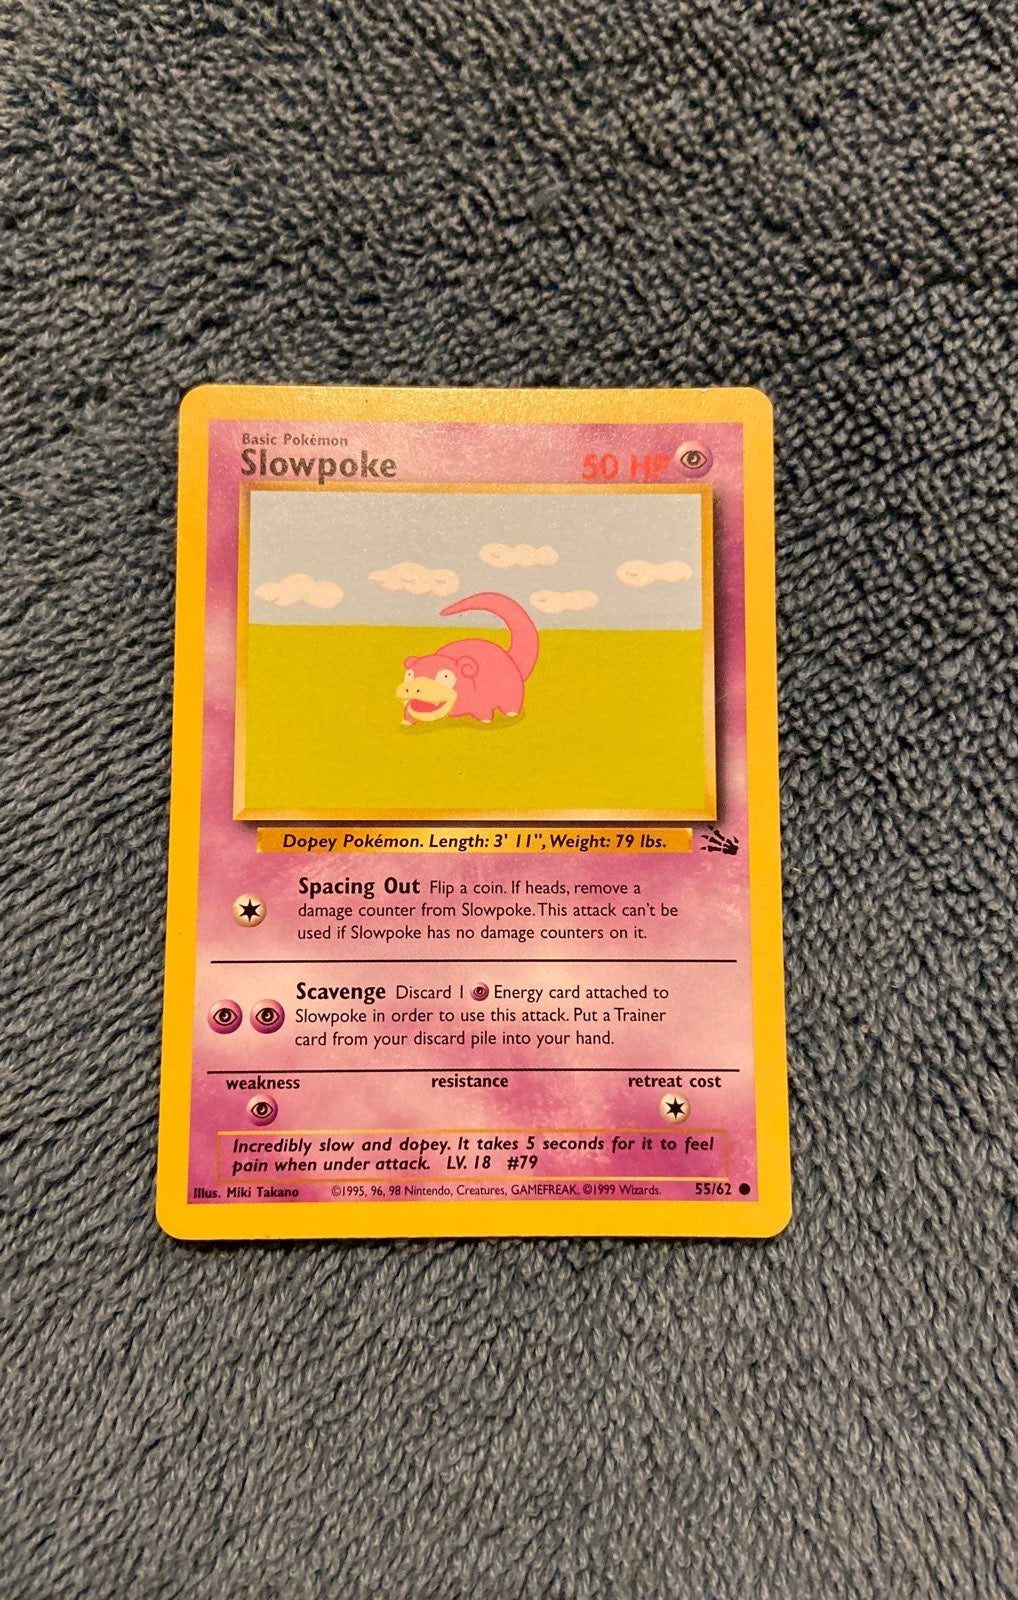 Basic Pokémon
Slowpoke 50 HP
Dopey Pokémon. Length: 3' 11", Weight: 79 lbs.
Spacing Out Flip a coin. If heads, remove a
damage counter from Slowpoke. This attack can't be
used if Slowpoke has no damage counters on it.
Scavenge Discard 1 Energy card attached to
Slowpoke in order to use this attack. Put a Trainer
card from your discard pile into your hand.
weakness resistance retreat cost
Incredibly slow and dopey. It takes 5 seconds for it to feel
pain when under attack. LV. 18 #79
Illus. Miki Takano ©1995, 96, 98 Nintendo, Creatures, GAMEFREAK. ©1999 Wizards. 55/62